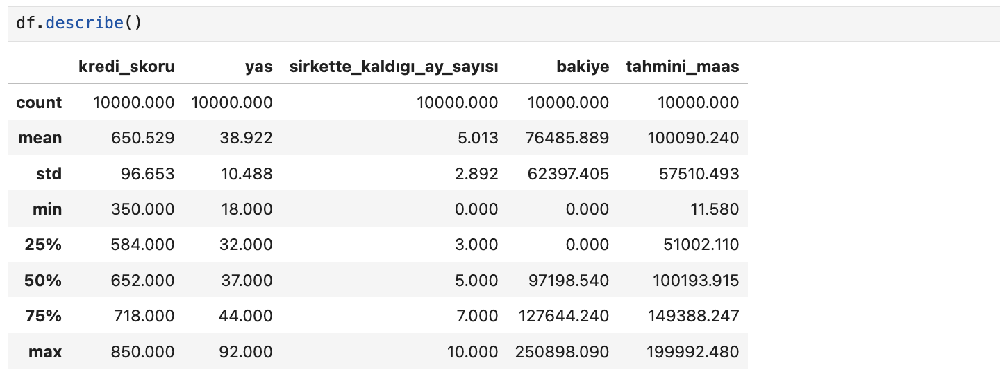 df.describe()
kredi_skoru yas sirkette_kaldıgı_ay_sayısı bakiye tahmini_maas
count 10000.000 10000.000 10000.000 10000.000 10000.000
mean 650.529 38.922 5.013 76485.889 100090.240
std 96.653 10.488 2.892 62397.405 57510.493
min 350.000 18.000 0.000 0.000 11.580
25% 584.000 32.000 3.000 0.000 51002.110
50% 652.000 37.000 5.000 97198.540 100193.915
75% 718.000 44.000 7.000 127644.240 149388.247
max 850.000 92.000 10.000 250898.090 199992.480